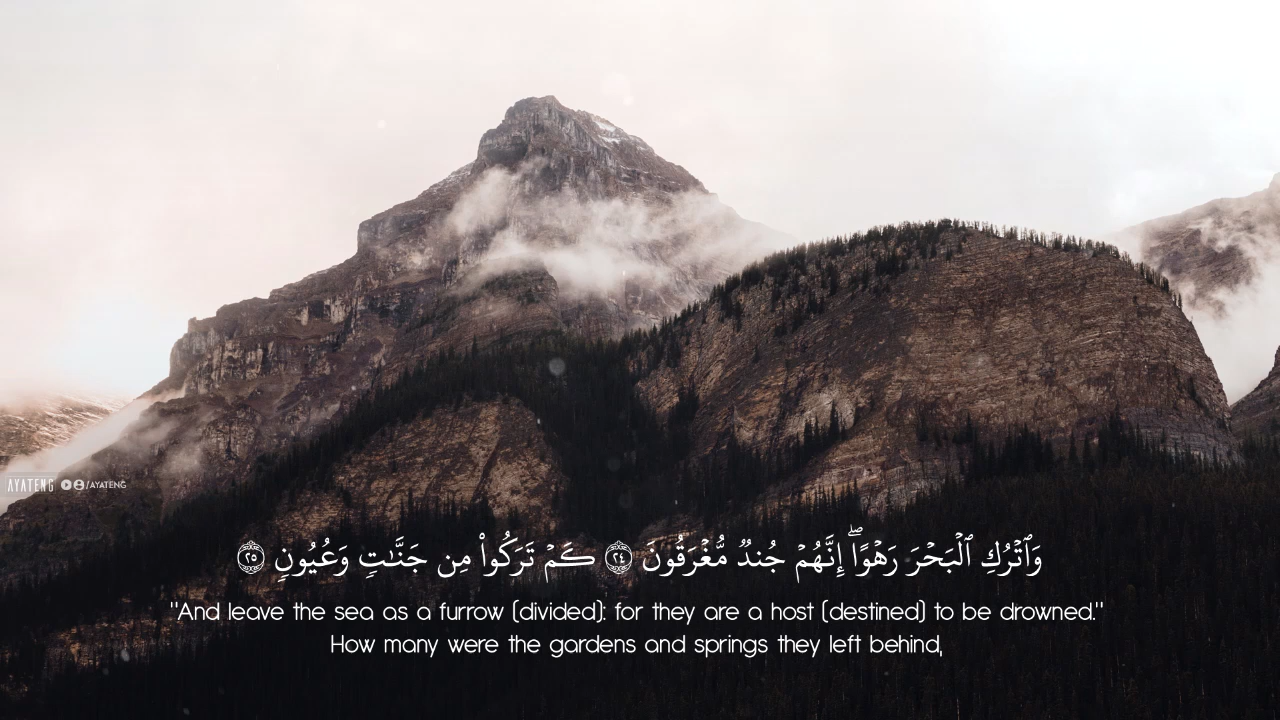 AYATENG /AYATENG
وَٱتْرُكِ ٱلْبَحْرَ رَهْوًا ۖ إِنَّهُمْ جُندٌ مُّغْرَقُونَ ٢٤ كَمْ تَرَكُوا۟ مِن جَنَّـٰتٍ وَعُيُونٍ ٢٥
"And leave the sea as a furrow (divided): for they are a host (destined) to be drowned."
How many were the gardens and springs they left behind,